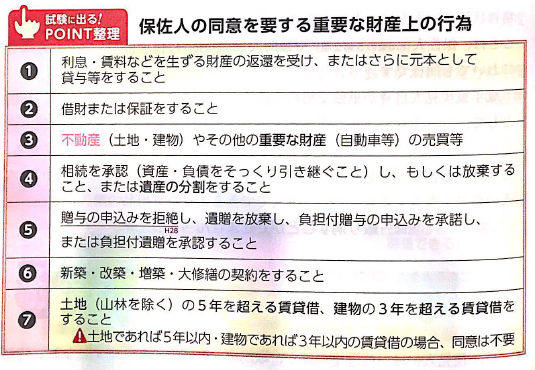 試験に出る!
POINT整理
保佐人の同意を要する重要な財産上の行為
❶ 利息・賃料などを生ずる財産の返還を受け、またはさらに元本として
貸与等をすること
❷ 借財または保証をすること
❸ 不動産（土地・建物）やその他の重要な財産（自動車等）の売買等
❹ 相続を承認（資産・負債をそっくり引き継ぐこと）し、もしくは放棄す
ること、または遺産の分割をすること
❺ 贈与の申込みを拒絶し、遺贈を放棄し、負担付贈与の申込みを承諾し、
H28
または負担付遺贈を承認すること
❻ 新築・改築・増築・大修繕の契約をすること
❼ 土地（山林を除く）の５年を超える賃貸借、建物の３年を超える賃貸借を
すること
⚠土地であれば５年以内・建物であれば３年以内の賃貸借の場合、同意は不要